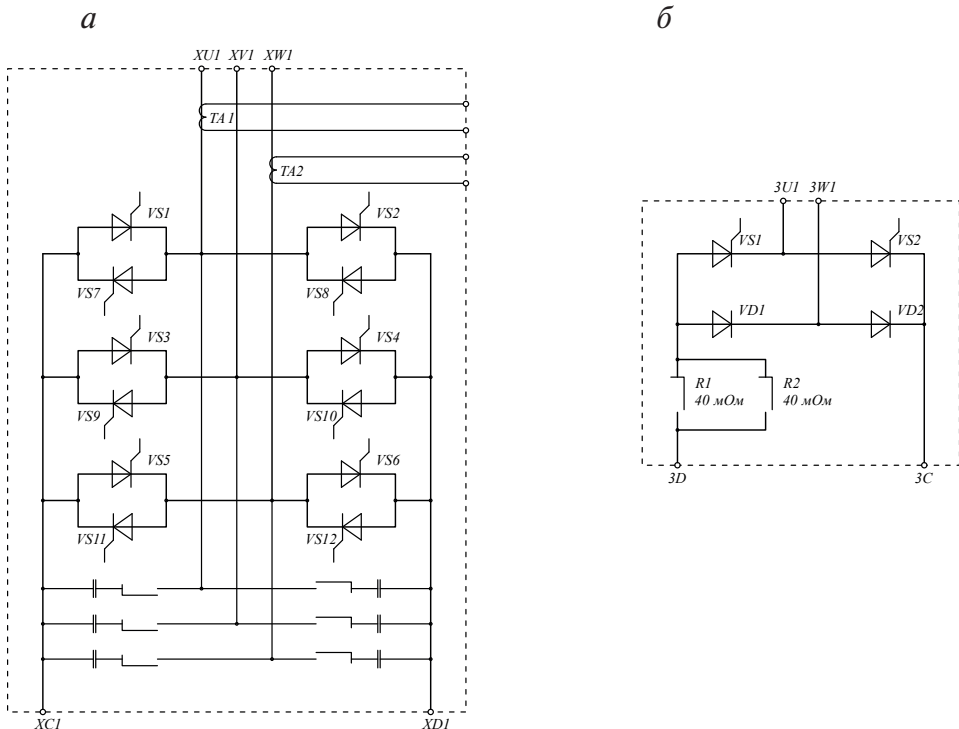 а
б
XU1 XV1 XW1
TA1
TA2
VS1
VS2
VS7
VS8
VS3
VS4
VS9
VS10
VS5
VS6
VS11
VS12
XC1
XD1
3U1 3W1
VS1
VS2
VD1
VD2
R1
40 мОм
R2
40 мОм
3D
3C